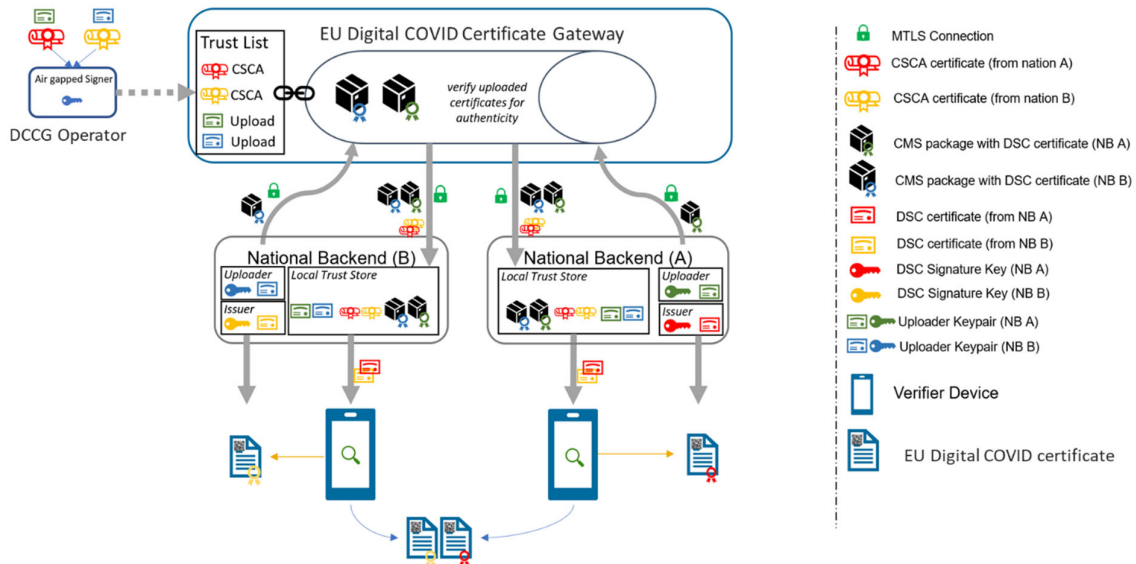 EU Digital COVID Certificate Gateway
Trust List
CSCA
CSCA
Upload
Upload
verify uploaded
certificates for
authenticity
Air gapped Signer
DCCG Operator
National Backend (B)
Uploader
Issuer
Local Trust Store
National Backend (A)
Local Trust Store
Uploader
Issuer
MTLS Connection
CSCA certificate (from nation A)
CSCA certificate (from nation B)
CMS package with DSC certificate (NB A)
CMS package with DSC certificate (NB B)
DSC certificate (from NB A)
DSC certificate (from NB B)
DSC Signature Key (NB A)
DSC Signature Key (NB B)
Uploader Keypair (NB A)
Uploader Keypair (NB B)
Verifier Device
EU Digital COVID certificate